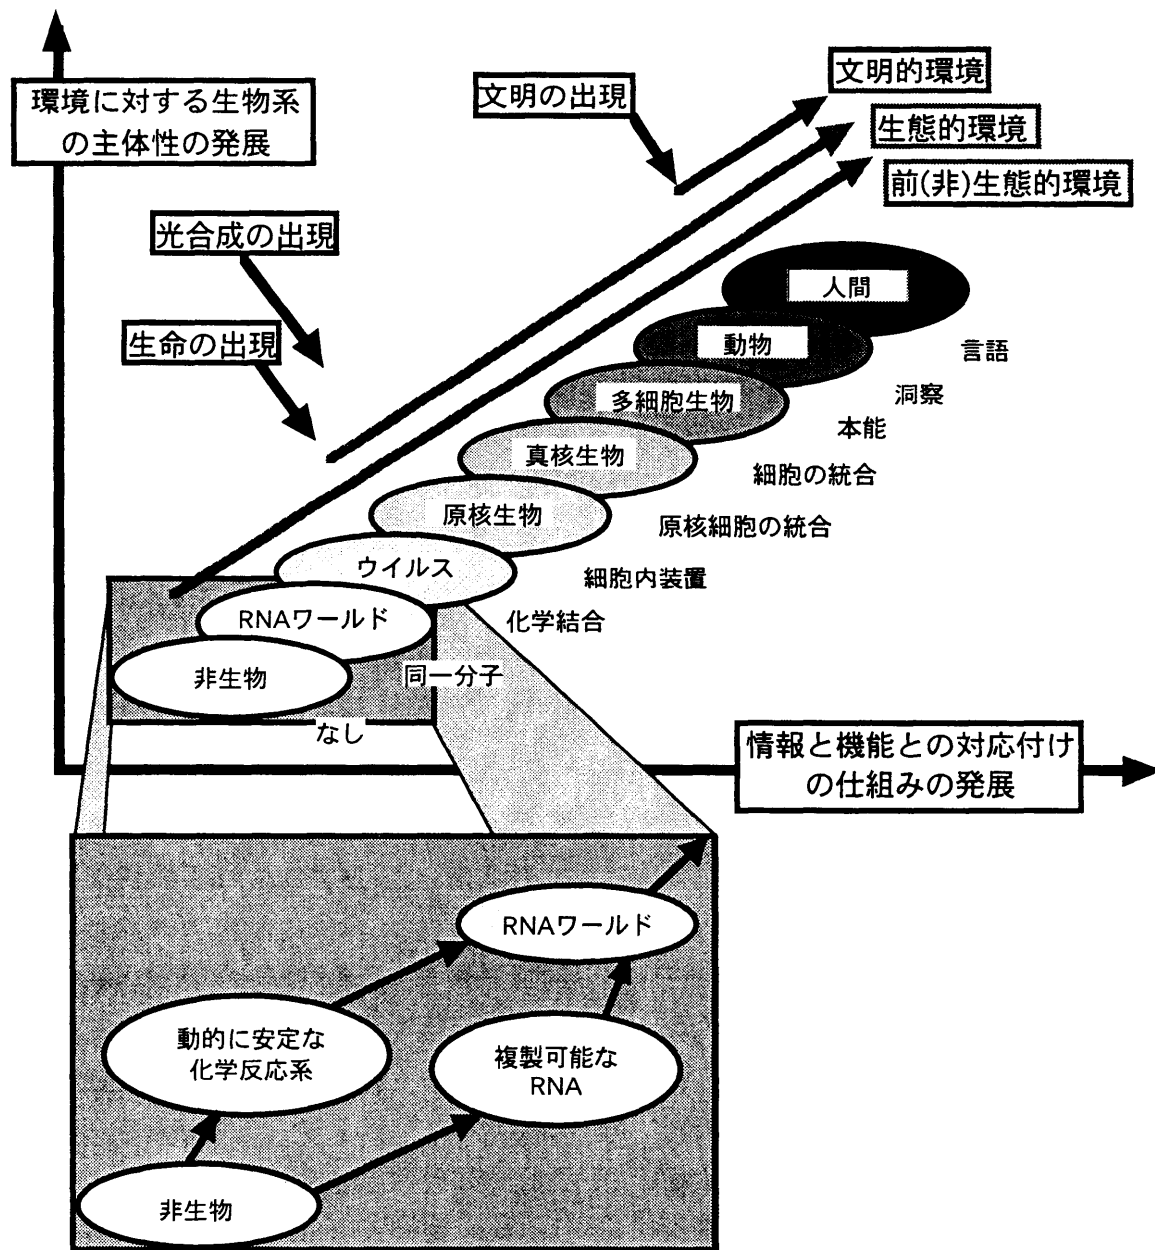 環境に対する生物系
の主体性の発展
文明の出現
文明的環境
生態的環境
前(非)生態的環境
光合成の出現
生命の出現
人間
動物
言語
多細胞生物
洞察
本能
真核生物
細胞の統合
原核生物
原核細胞の統合
ウイルス
細胞内装置
RNAワールド
化学結合
非生物
同一分子
なし
情報と機能との対応付け
の仕組みの発展
RNAワールド
動的に安定な
化学反応系
複製可能な
RNA
非生物